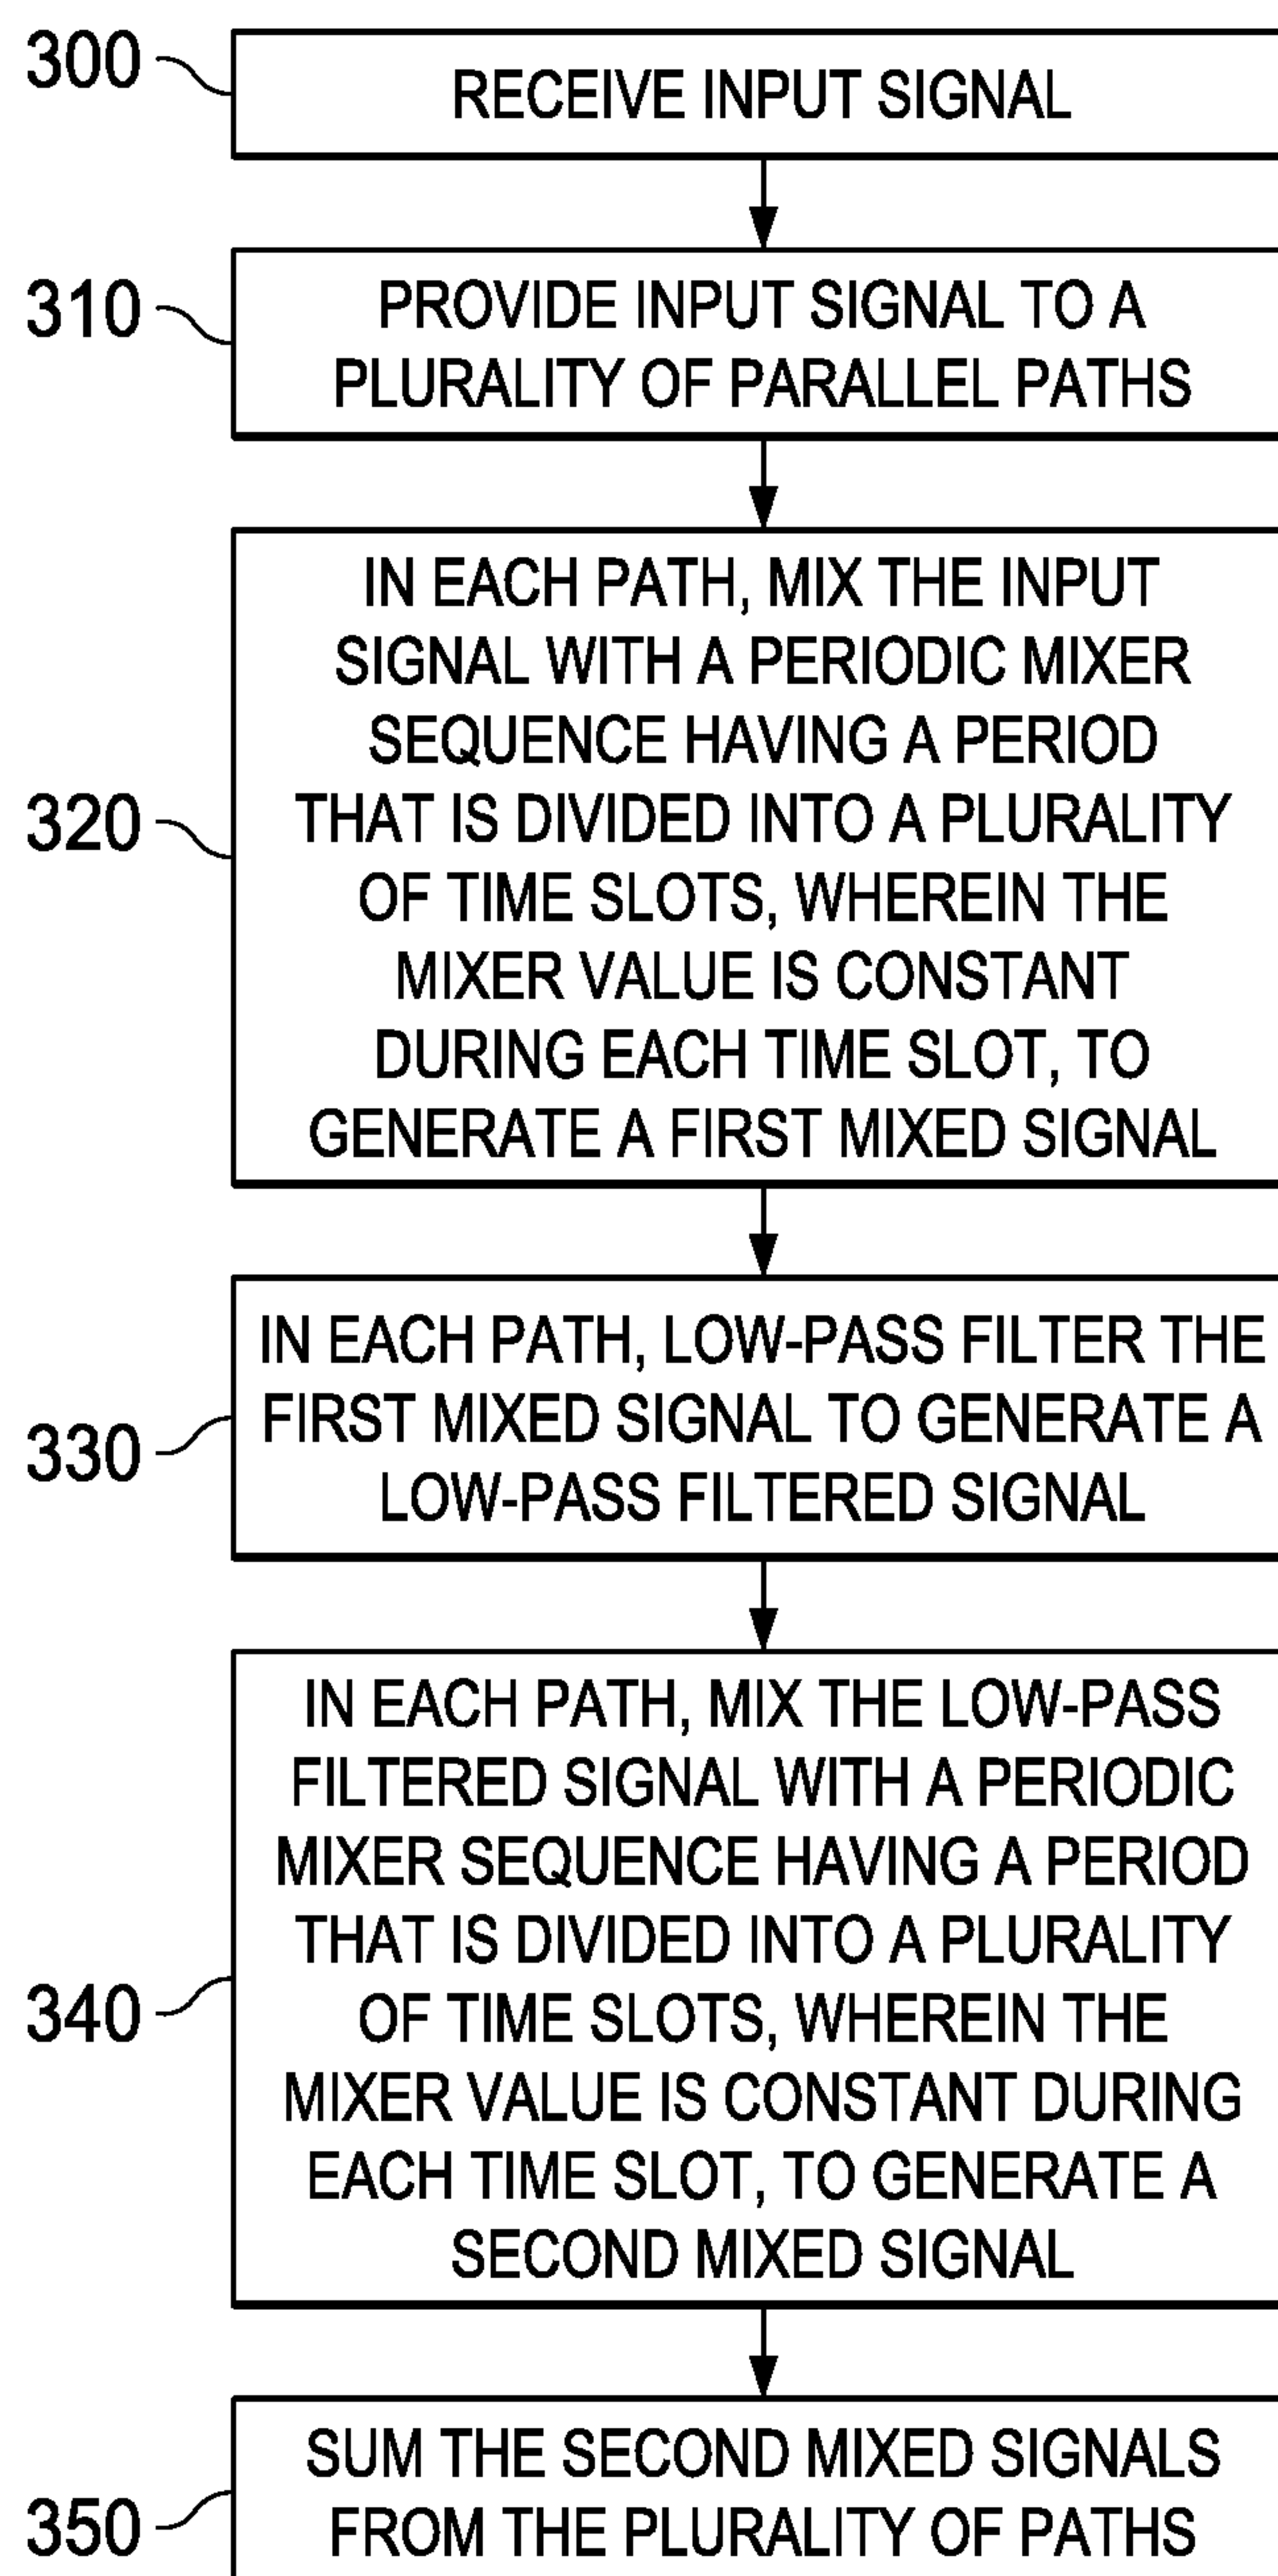 300
RECEIVE INPUT SIGNAL
310
PROVIDE INPUT SIGNAL TO A
PLURALITY OF PARALLEL PATHS
320
IN EACH PATH, MIX THE INPUT
SIGNAL WITH A PERIODIC MIXER
SEQUENCE HAVING A PERIOD
THAT IS DIVIDED INTO A PLURALITY
OF TIME SLOTS, WHEREIN THE
MIXER VALUE IS CONSTANT
DURING EACH TIME SLOT, TO
GENERATE A FIRST MIXED SIGNAL
330
IN EACH PATH, LOW-PASS FILTER THE
FIRST MIXED SIGNAL TO GENERATE A
LOW-PASS FILTERED SIGNAL
340
IN EACH PATH, MIX THE LOW-PASS
FILTERED SIGNAL WITH A PERIODIC
MIXER SEQUENCE HAVING A PERIOD
THAT IS DIVIDED INTO A PLURALITY
OF TIME SLOTS, WHEREIN THE
MIXER VALUE IS CONSTANT DURING
EACH TIME SLOT, TO GENERATE A
SECOND MIXED SIGNAL
350
SUM THE SECOND MIXED SIGNALS
FROM THE PLURALITY OF PATHS